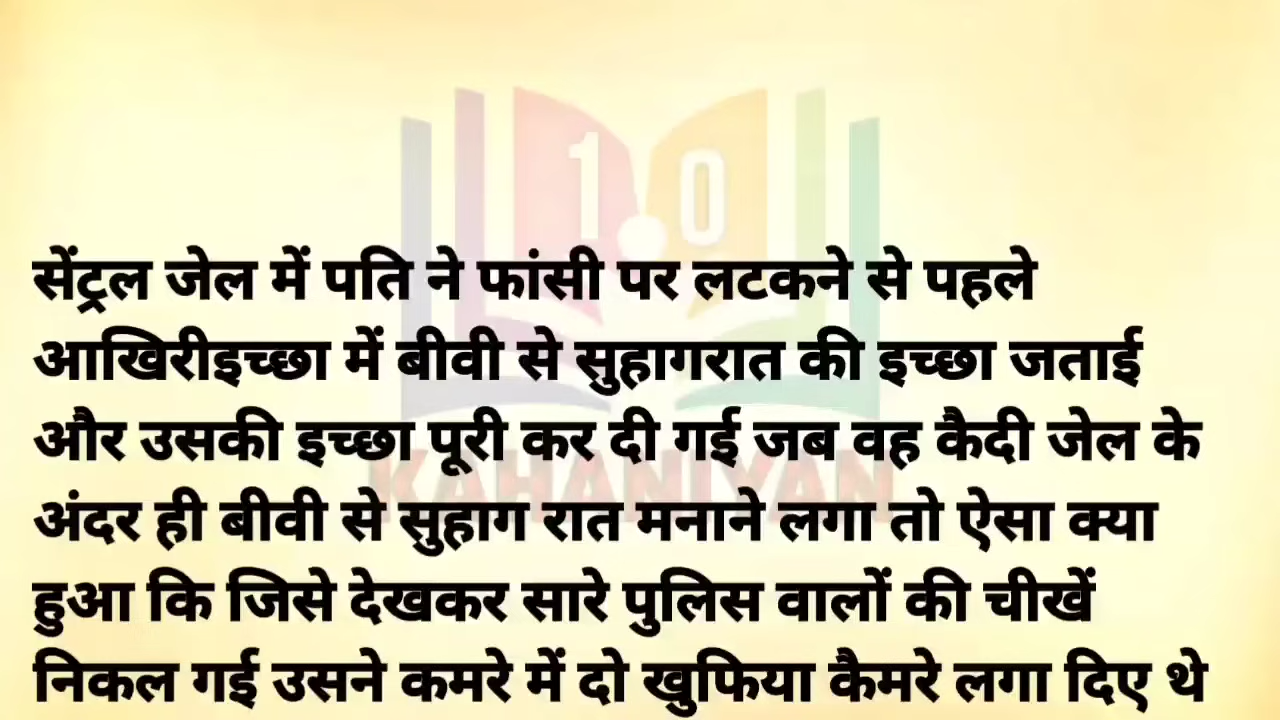 1.0
सेंट्रल जेल में पति ने फांसी पर लटकने से पहले
आखिरीइच्छा में बीवी से सुहागरात की इच्छा जताई
और उसकी इच्छा पूरी कर दी गई जब वह कैदी जेल के
KAHANIYAN
अंदर ही बीवी से सुहाग रात मनाने लगा तो ऐसा क्या
हुआ कि जिसे देखकर सारे पुलिस वालों की चीखें
निकल गई उसने कमरे में दो खुफिया कैमरे लगा दिए थे